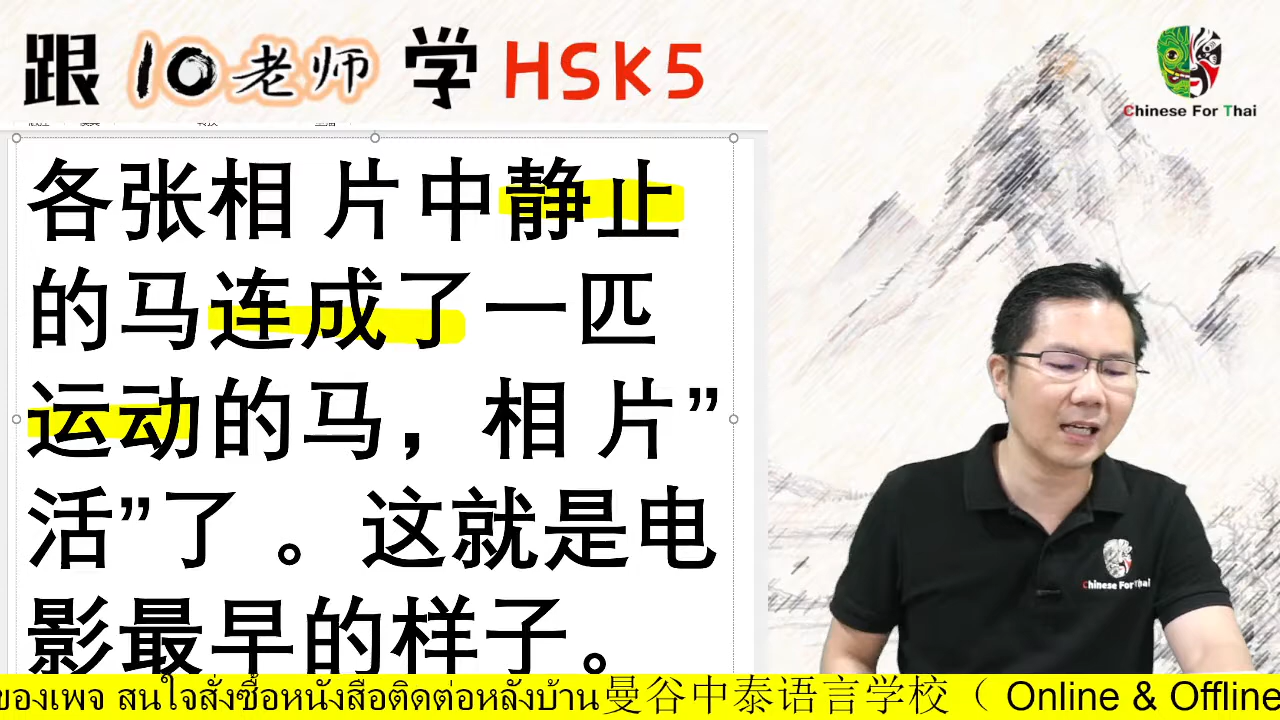 跟10老师学HSK5
Chinese For Thai
各张相片中静止
的马连成了一匹
运动的马，相片”
活”了。这就是电
影最早的样子。
Chinese For Thai
ของเพจ สนใจสั่งซื้อหนังสือติดต่อหลังบ้าน曼谷中泰语言学校（ Online & Offline